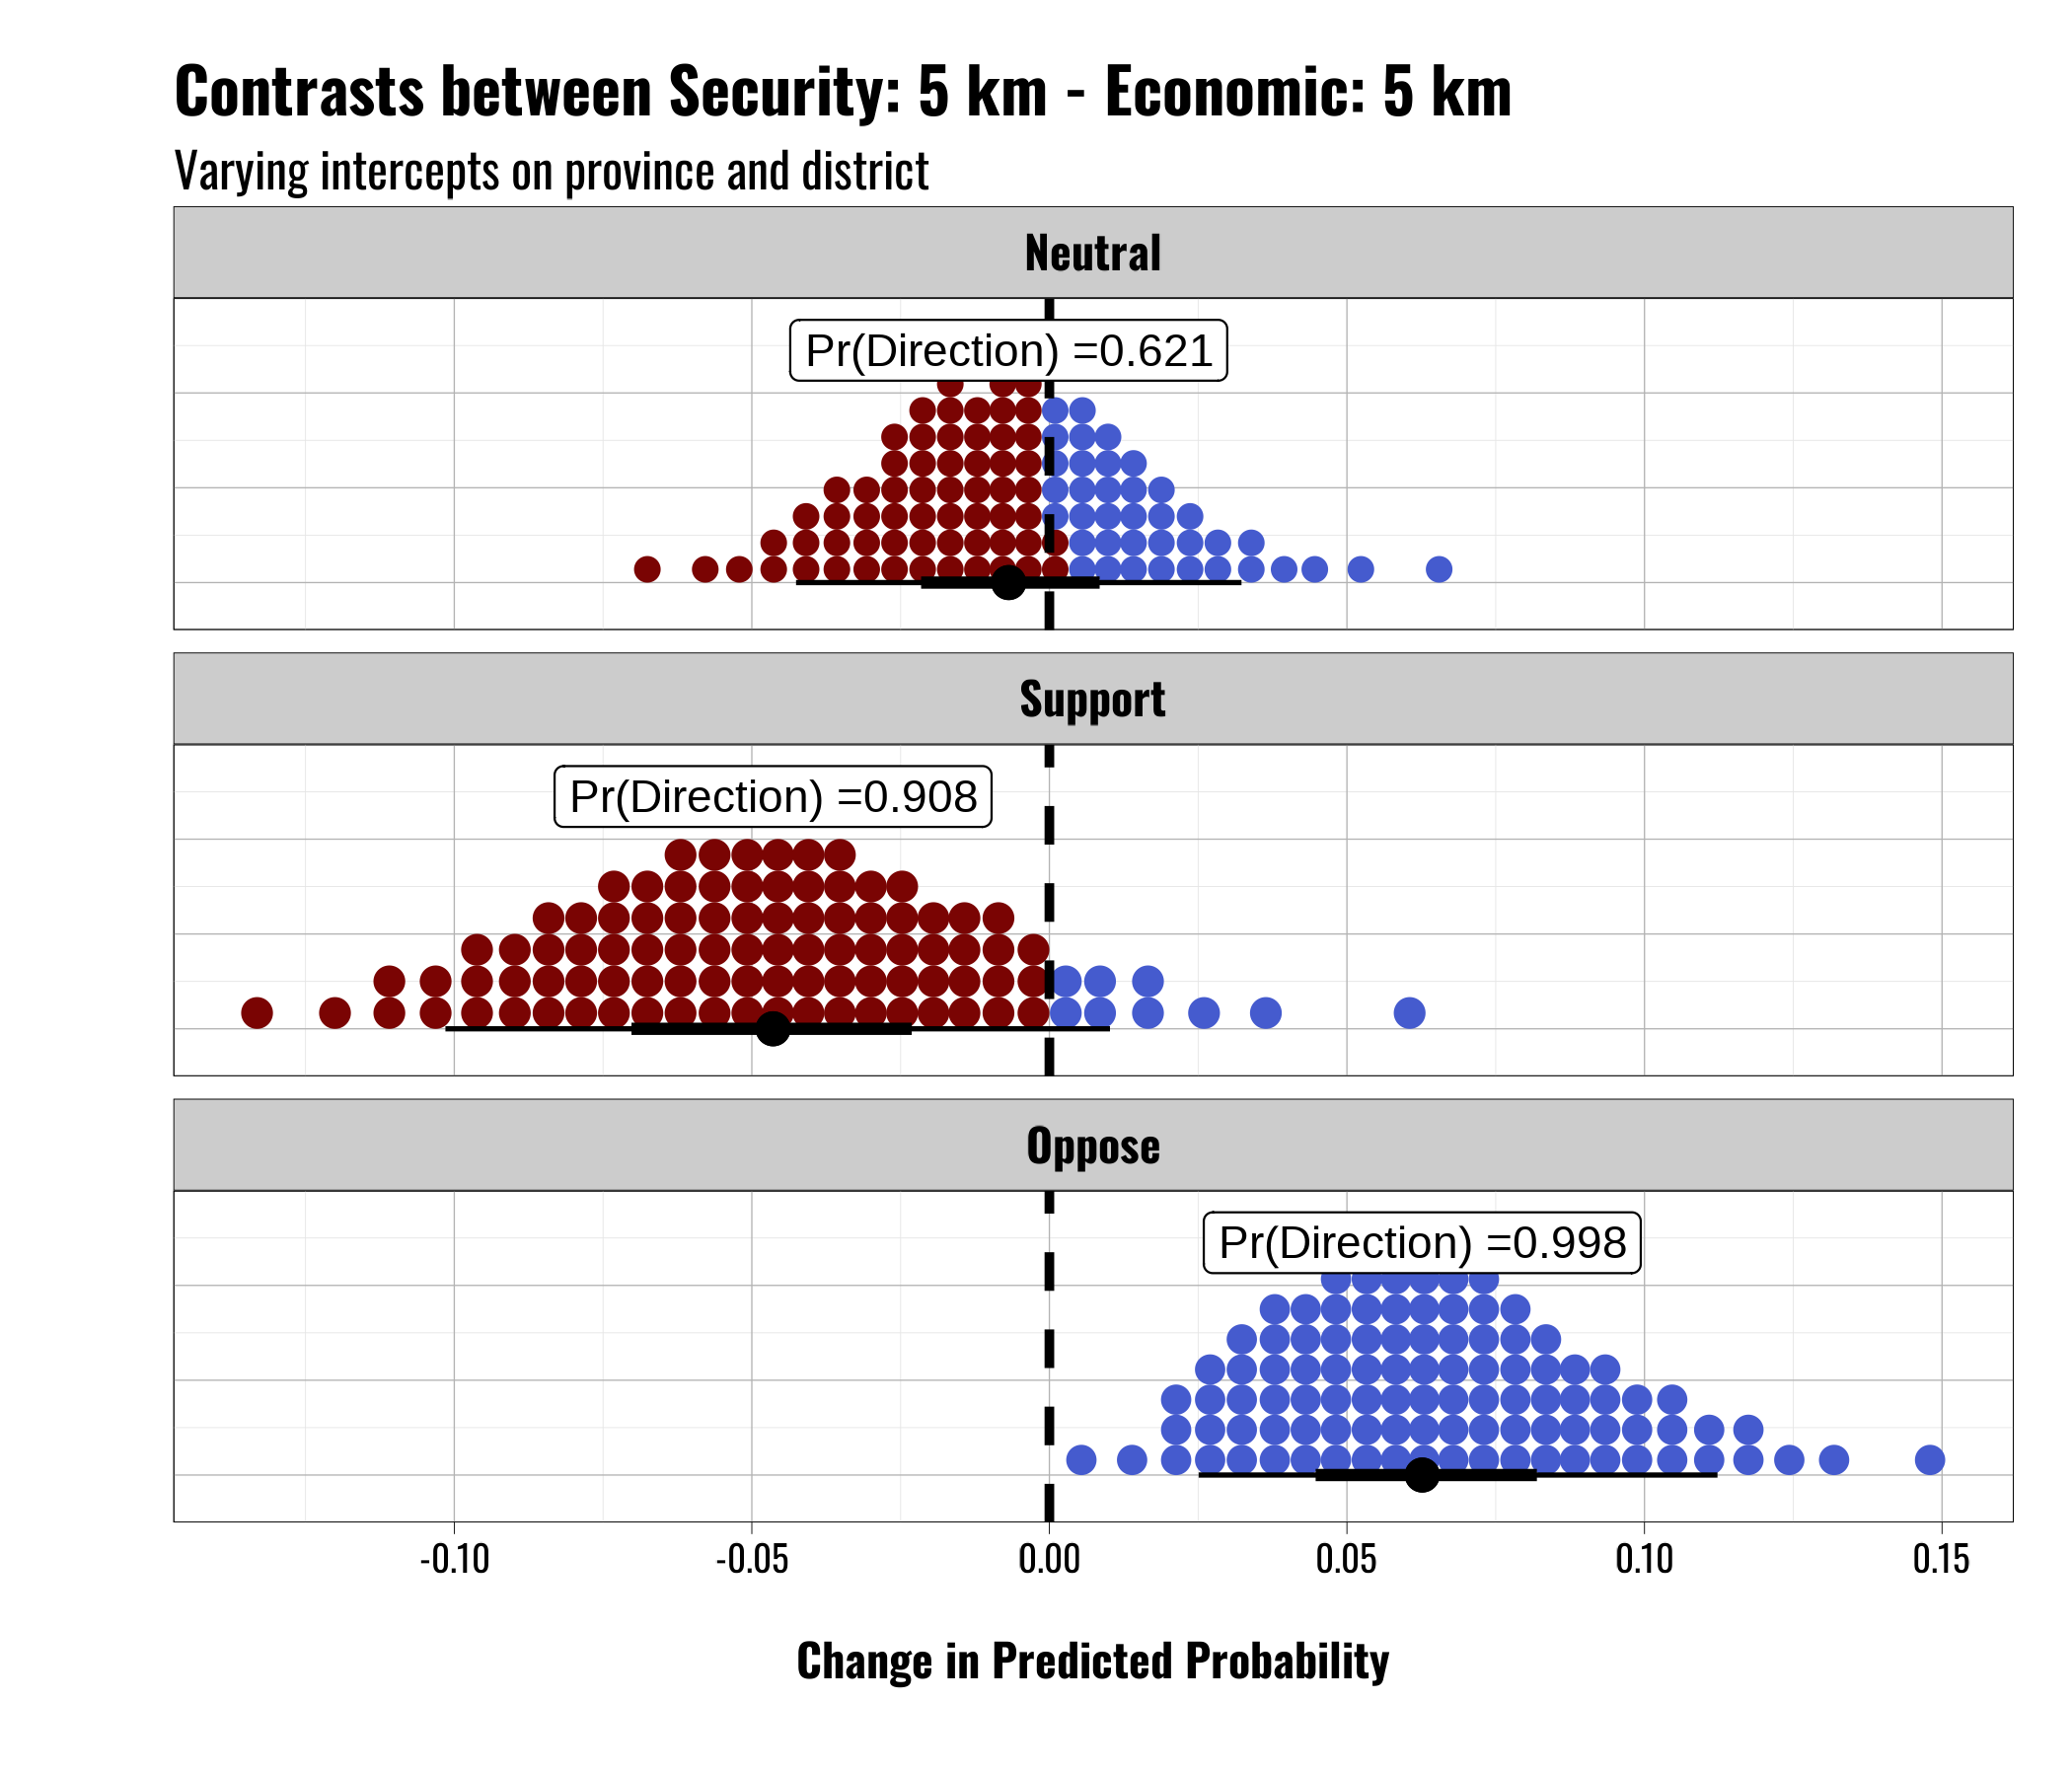 Contrasts between Security: 5 km - Economic: 5 km
Varying intercepts on province and district
Neutral
Pr(Direction) =0.621
Support
Pr(Direction) =0.908
Oppose
Pr(Direction) =0.998
-0.10 -0.05 0.00 0.05 0.10 0.15
Change in Predicted Probability